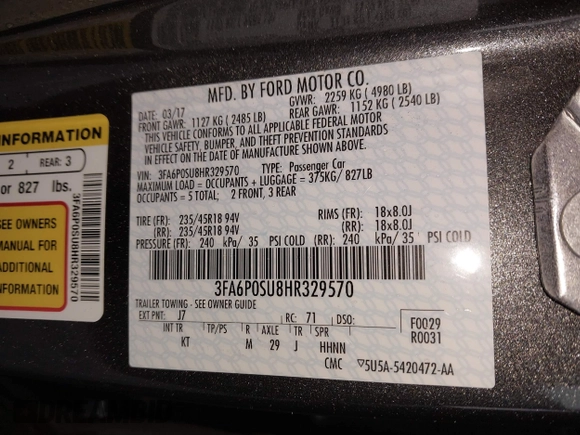 MFD. BY FORD MOTOR CO.
DATE: 03/17 GVWR: 2259 KG ( 4980 LB)
FRONT GAWR: 1127 KG ( 2485 LB) REAR GAWR: 1152 KG ( 2540 LB)
THIS VEHICLE CONFORMS TO ALL APPLICABLE FEDERAL MOTOR
VEHICLE SAFETY, BUMPER, AND THEFT PREVENTION STANDARDS
IN EFFECT ON THE DATE OF MANUFACTURE SHOWN ABOVE.
VIN: 3FA6P0SU8HR329570 TYPE: Passenger Car
MAXIMUM LOAD = OCCUPANTS + LUGGAGE = 375KG/ 827LB
OCCUPANTS = 5 TOTAL: 2 FRONT, 3 REAR
TIRE (FR): 235/45R18 94V RIMS (FR): 18x8.0J
(RR): 235/45R18 94V (RR): 18x8.0J
PRESSURE (FR): 240 kPa/ 35 PSI COLD (RR): 240 kPa/ 35 PSI COLD
3FA6P0SU8HR329570
TRAILER TOWING - SEE OWNER GUIDE
EXT PNT: J7 RC: 71 F0029
INT TR TP/PS R AXLE TR SPR R0031
KT M 29 J HHNN
CMC ▽5U5A-5420472-AA
INFORMATION
2 REAR: 3
or 827 lbs.
SEE OWNERS
MANUAL FOR
ADDITIONAL
INFORMATION
3FA6P0SU8HR329570